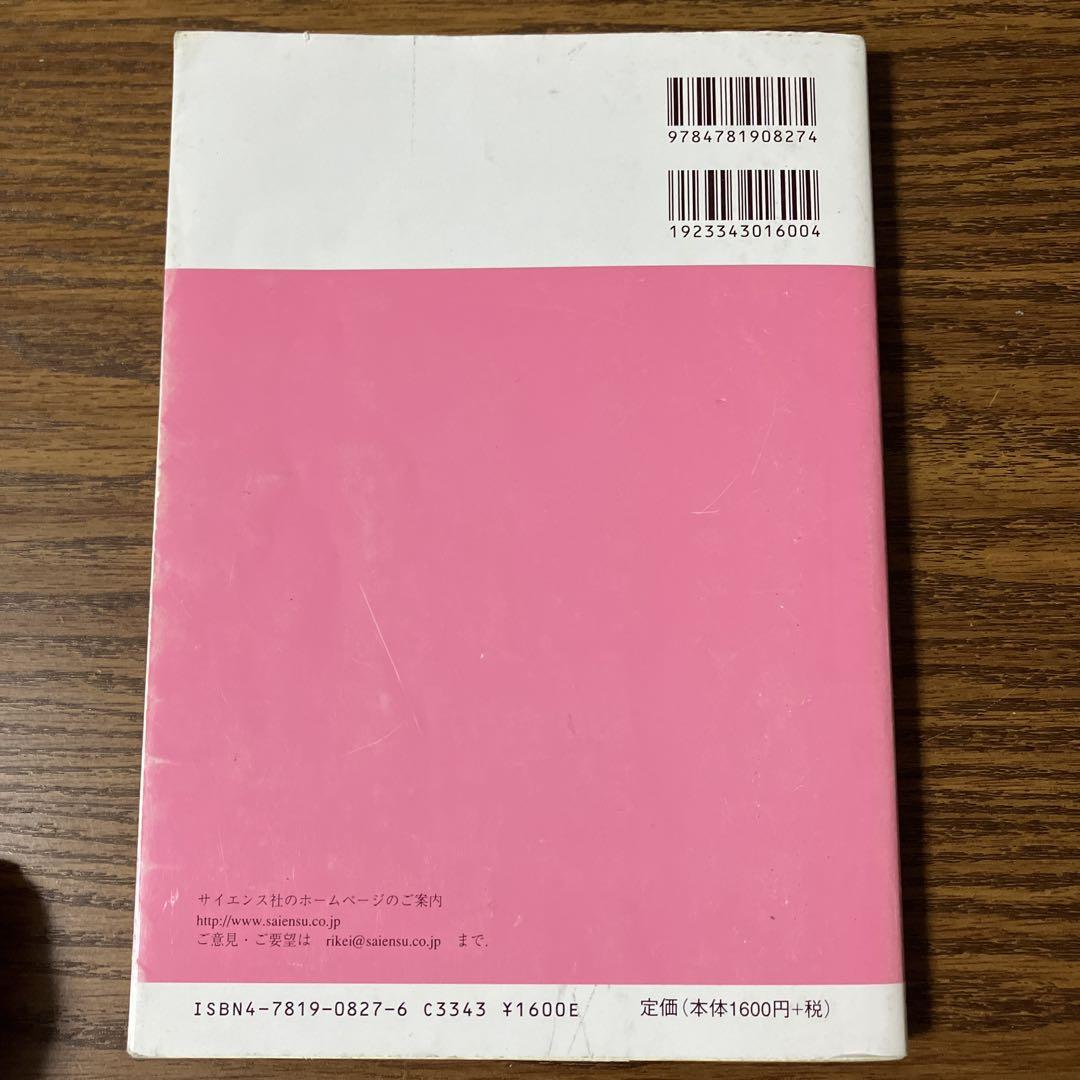 9784781908274
1923343016004
サイエンス社のホームページのご案内
http://www.saiensu.co.jp
ご意見・ご要望は rikei@saiensu.co.jp まで.
ISBN4-7819-0827-6 C3343 ¥1600E 定価(本体1600円+税)